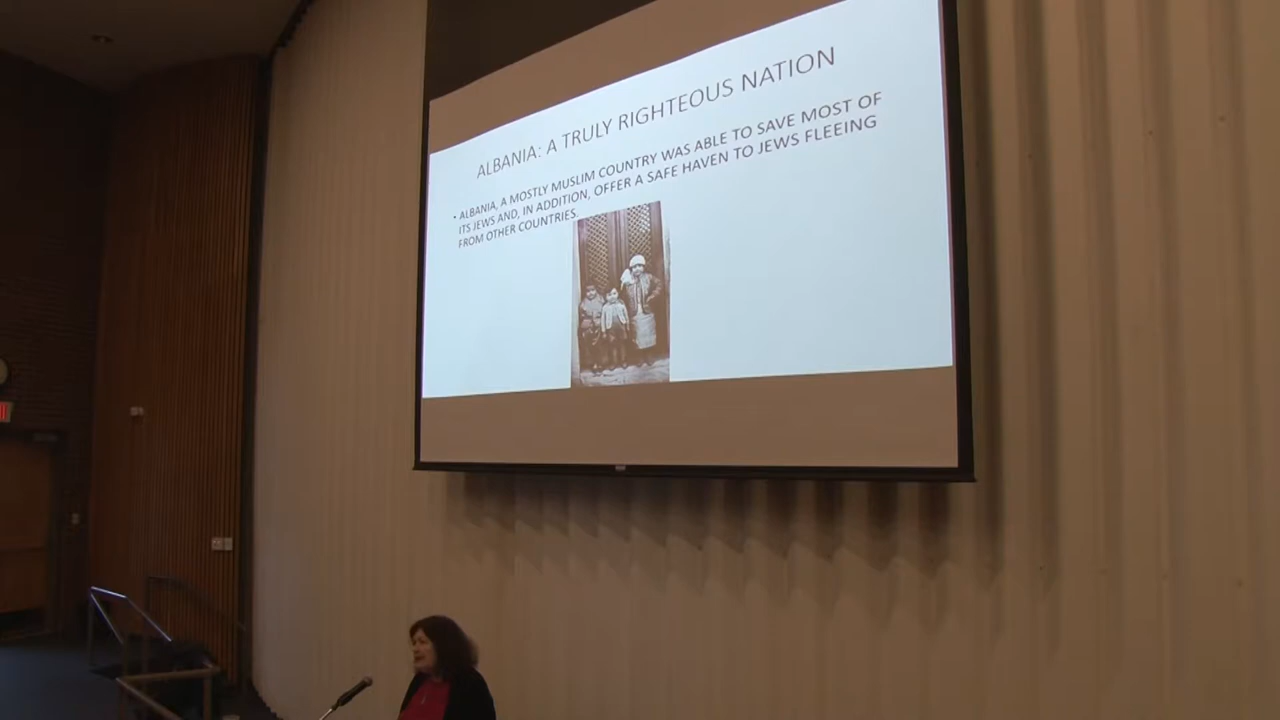 ALBANIA: A TRULY RIGHTEOUS NATION
• ALBANIA, A MOSTLY MUSLIM COUNTRY WAS ABLE TO SAVE MOST OF
ITS JEWS AND, IN ADDITION, OFFER A SAFE HAVEN TO JEWS FLEEING
FROM OTHER COUNTRIES.